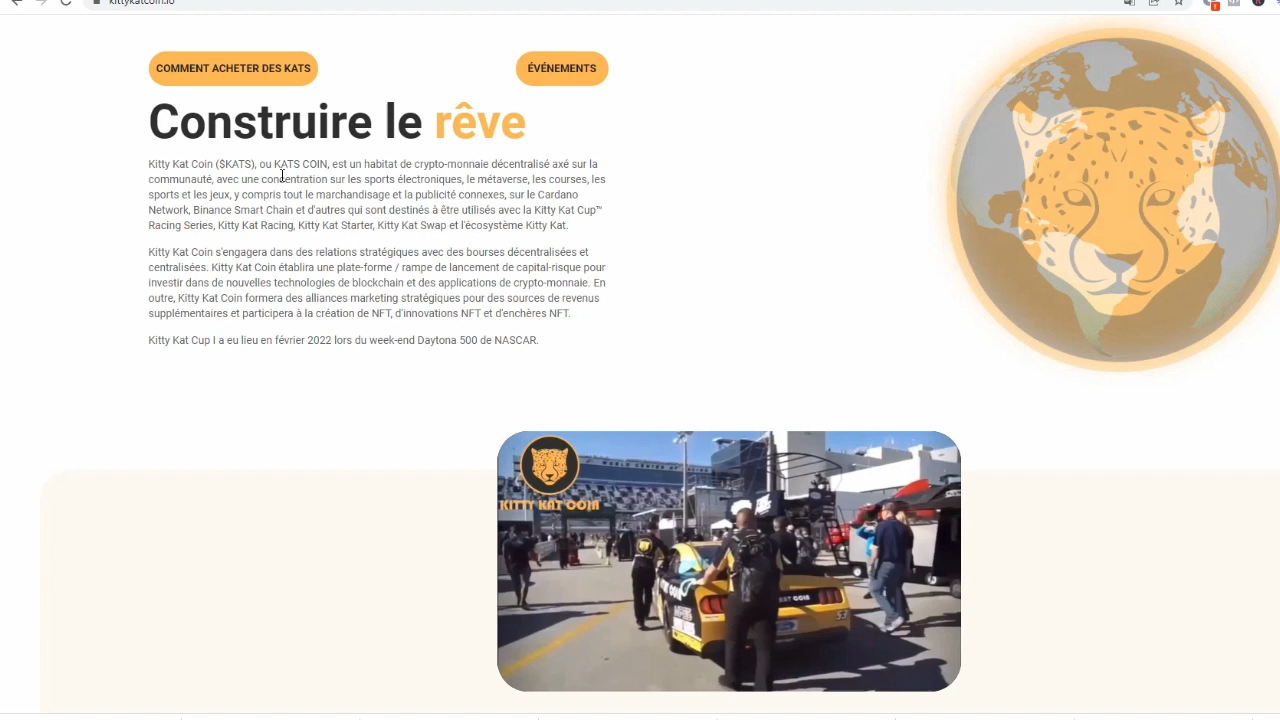 kittykatcoin.io
COMMENT ACHETER DES KATS
ÉVÉNEMENTS
Construire le rêve
Kitty Kat Coin ($KATS), ou KATS COIN, est un habitat de crypto-monnaie décentralisé axé sur la
communauté, avec une concentration sur les sports électroniques, le métaverse, les courses, les
sports et les jeux, y compris tout le marchandisage et la publicité connexes, sur le Cardano
Network, Binance Smart Chain et d'autres qui sont destinés à être utilisés avec la Kitty Kat Cup™
Racing Series, Kitty Kat Racing, Kitty Kat Starter, Kitty Kat Swap et l'écosystème Kitty Kat.
Kitty Kat Coin s'engagera dans des relations stratégiques avec des bourses décentralisées et
centralisées. Kitty Kat Coin établira une plate-forme / rampe de lancement de capital-risque pour
investir dans de nouvelles technologies de blockchain et des applications de crypto-monnaie. En
outre, Kitty Kat Coin formera des alliances marketing stratégiques pour des sources de revenus
supplémentaires et participera à la création de NFT, d'innovations NFT et d'enchères NFT.
Kitty Kat Cup I a eu lieu en février 2022 lors du week-end Daytona 500 de NASCAR.
WORLD CENTER OF
KITTY KAT COIN
KAT COIN
53